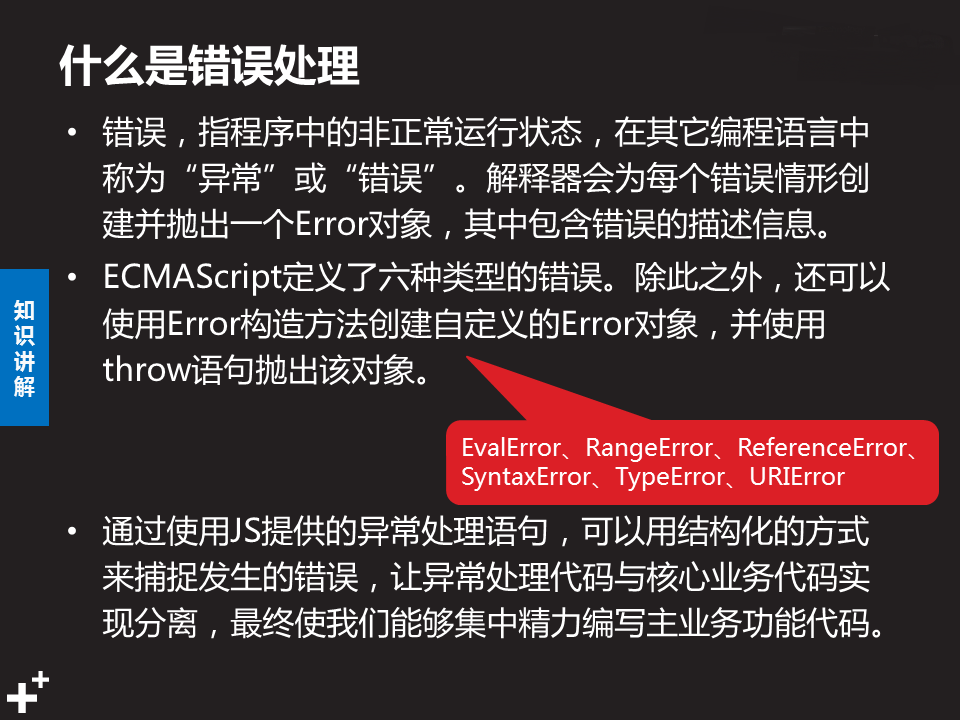 什么是错误处理
• 错误，指程序中的非正常运行状态，在其它编程语言中
称为“异常”或“错误”。解释器会为每个错误情形创
建并抛出一个Error对象，其中包含错误的描述信息。
• ECMAScript定义了六种类型的错误。除此之外，还可以
使用Error构造方法创建自定义的Error对象，并使用
throw语句抛出该对象。
EvalError、RangeError、ReferenceError、
SyntaxError、TypeError、URIError
• 通过使用JS提供的异常处理语句，可以用结构化的方式
来捕捉发生的错误，让异常处理代码与核心业务代码实
现分离，最终使我们能够集中精力编写主业务功能代码。
知
识
讲
解